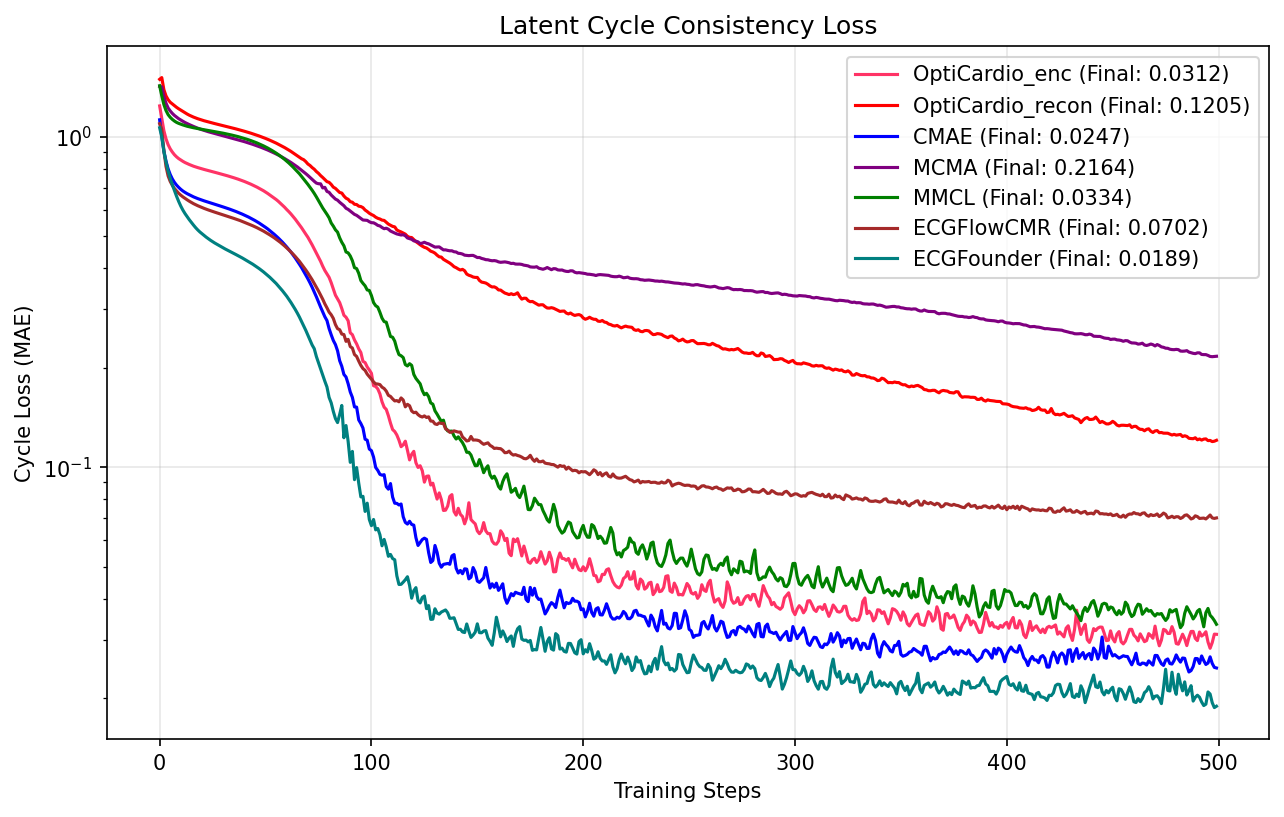 Latent Cycle Consistency Loss
OptiCardio_enc (Final: 0.0312)
OptiCardio_recon (Final: 0.1205)
CMAE (Final: 0.0247)
MCMA (Final: 0.2164)
MMCL (Final: 0.0334)
ECGFlowCMR (Final: 0.0702)
ECGFounder (Final: 0.0189)
Cycle Loss (MAE)
10⁰
10⁻¹
0 100 200 300 400 500
Training Steps